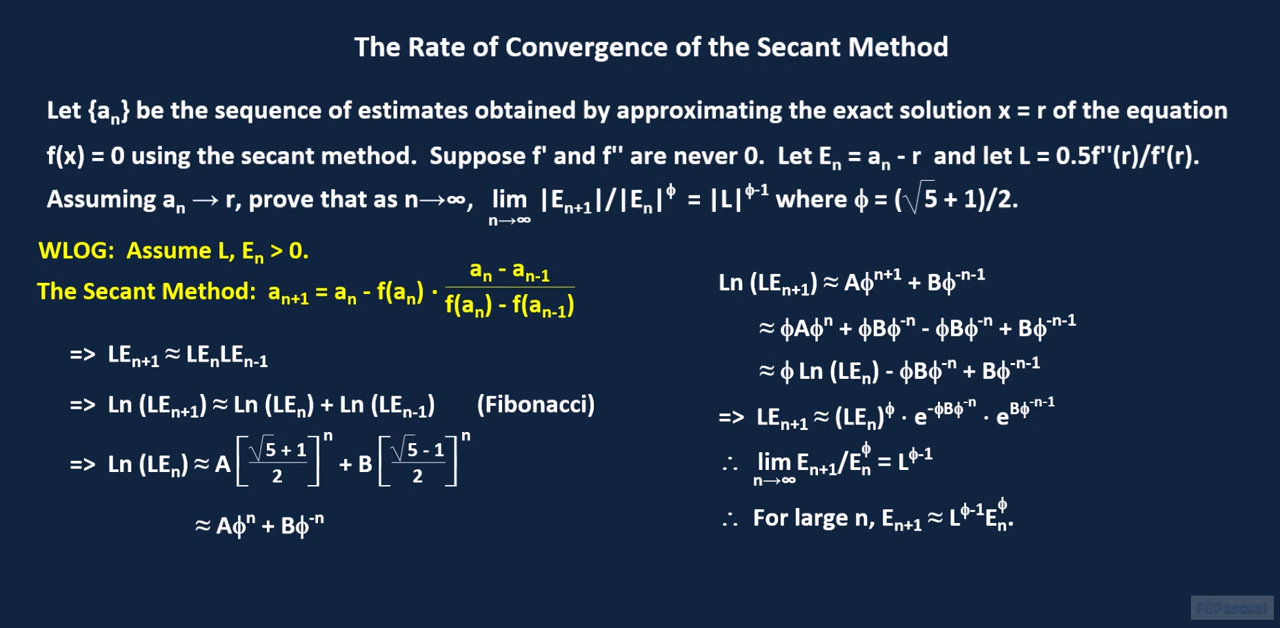 The Rate of Convergence of the Secant Method
Let {aₙ} be the sequence of estimates obtained by approximating the exact solution x = r of the equation
f(x) = 0 using the secant method. Suppose f' and f'' are never 0. Let Eₙ = aₙ - r and let L = 0.5f''(r)/f'(r).
Assuming aₙ → r, prove that as n→∞, lim n→∞ |Eₙ₊₁|/|Eₙ|^ϕ = |L|^(ϕ-1) where ϕ = (√5 + 1)/2.
WLOG: Assume L, Eₙ > 0.
The Secant Method: aₙ₊₁ = aₙ - f(aₙ) · (aₙ - aₙ₋₁)/(f(aₙ) - f(aₙ₋₁))
=> LEₙ₊₁ ≈ LEₙLEₙ₋₁
=> Ln (LEₙ₊₁) ≈ Ln (LEₙ) + Ln (LEₙ₋₁) (Fibonacci)
=> Ln (LEₙ) ≈ A[(√5 + 1)/2]^n + B[(√5 - 1)/2]^n
≈ Aϕ^n + Bϕ^-n
Ln (LEₙ₊₁) ≈ Aϕ^(n+1) + Bϕ^(-n-1)
≈ ϕAϕ^n + ϕBϕ^-n - ϕBϕ^-n + Bϕ^(-n-1)
≈ ϕ Ln (LEₙ) - ϕBϕ^-n + Bϕ^(-n-1)
=> LEₙ₊₁ ≈ (LEₙ)^ϕ · e^(-ϕBϕ^-n) · e^(Bϕ^(-n-1))
∴ lim n→∞ Eₙ₊₁/Eₙ^ϕ = L^(ϕ-1)
∴ For large n, Eₙ₊₁ ≈ L^(ϕ-1)Eₙ^ϕ.
FGPascual